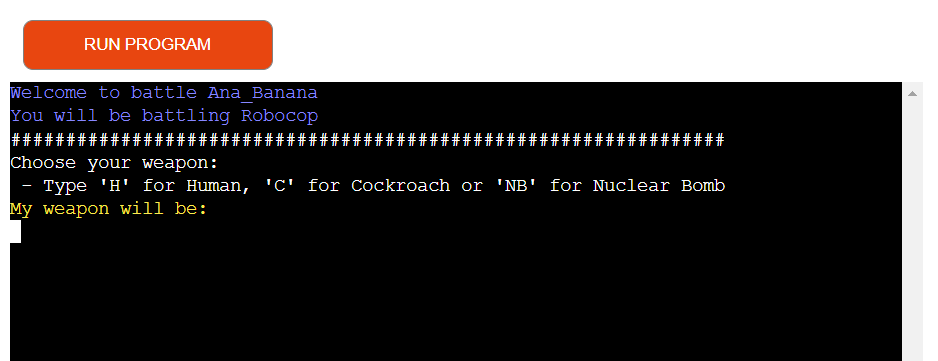 RUN PROGRAM
Welcome to battle Ana_Banana
You will be battling Robocop
#################################################################
Choose your weapon:
 - Type 'H' for Human, 'C' for Cockroach or 'NB' for Nuclear Bomb
My weapon will be: